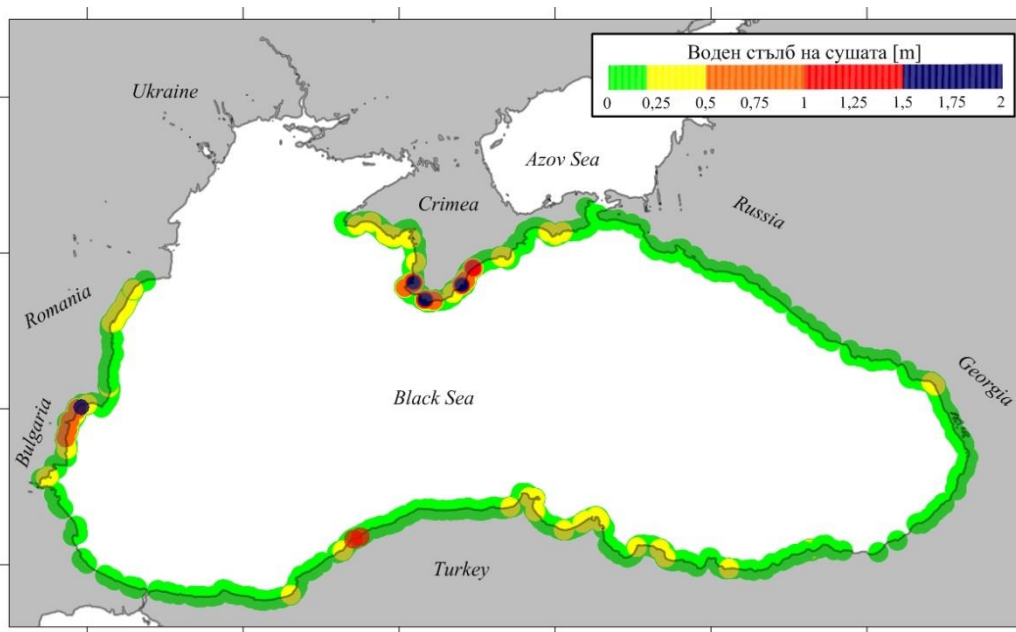 Воден стълб на сушата [m]
0 0,25 0,5 0,75 1 1,25 1,5 1,75 2
Ukraine
Azov Sea
Crimea
Russia
Romania
Georgia
Black Sea
Bulgaria
Turkey